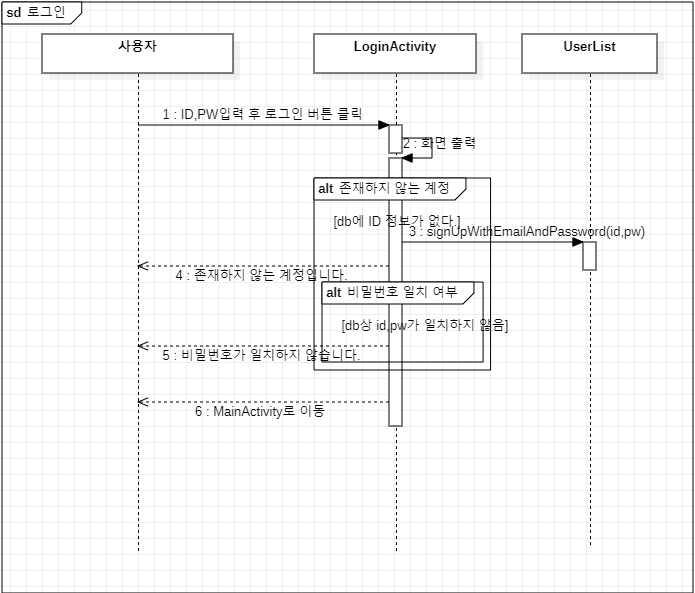 sd 로그인
사용자
LoginActivity
UserList
1 : ID,PW입력 후 로그인 버튼 클릭
2 : 화면 출력
alt 존재하지 않는 계정
[db에 ID 정보가 없다.]
3 : signUpWithEmailAndPassword(id,pw)
4 : 존재하지 않는 계정입니다.
alt 비밀번호 일치 여부
[db상 id,pw가 일치하지 않음]
5 : 비밀번호가 일치하지 않습니다.
6 : MainActivity로 이동